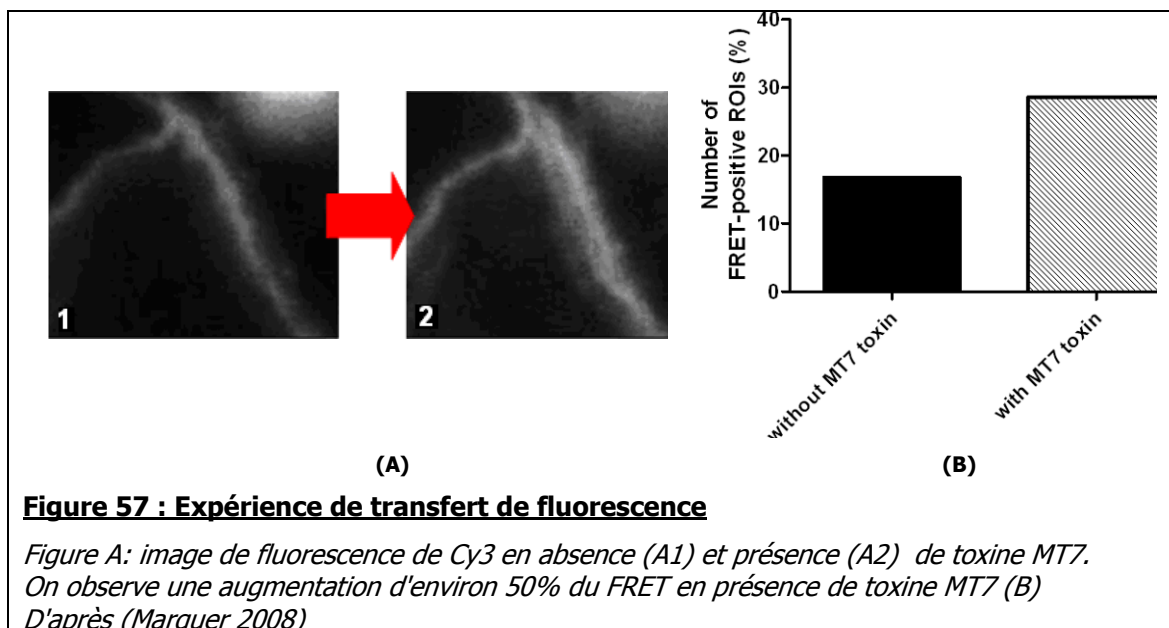 1
2
(A)
40
30
20
10
0
Number of
FRET-positive ROIs (%)
without MT7 toxin
with MT7 toxin
(B)
Figure 57 : Expérience de transfert de fluorescence
Figure A: image de fluorescence de Cy3 en absence (A1) et présence (A2) de toxine MT7.
On observe une augmentation d'environ 50% du FRET en présence de toxine MT7 (B)
D'après (Marquer 2008)